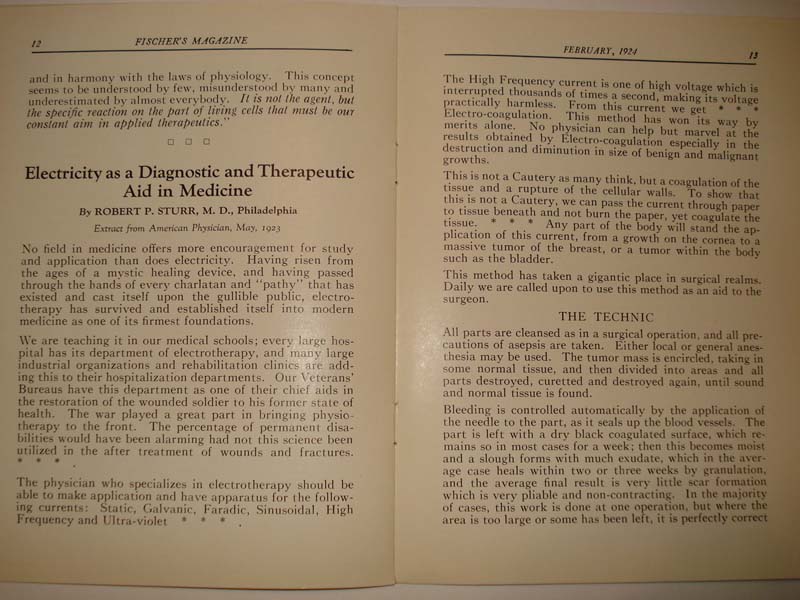 12
FISCHER'S MAGAZINE
and in harmony with the laws of physiology. This concept
seems to be understood by few, misunderstood by many and
underestimated by almost everybody. It is not the agent, but
the specific reaction on the part of living cells that must be our
constant aim in applied therapeutics."
□ □ □
Electricity as a Diagnostic and Therapeutic
Aid in Medicine
By ROBERT P. STURR, M. D., Philadelphia
Extract from American Physician, May, 1923
No field in medicine offers more encouragement for study
and application than does electricity. Having risen from
the ages of a mystic healing device, and having passed
through the hands of every charlatan and "pathy" that has
existed and cast itself upon the gullible public, electro-
therapy has survived and established itself into modern
medicine as one of its firmest foundations.
We are teaching it in our medical schools; every large hos-
pital has its department of electrotherapy, and many large
industrial organizations and rehabilitation clinics are add-
ing this to their hospitalization departments. Our Veterans'
Bureaus have this department as one of their chief aids in
the restoration of the wounded soldier to his former state of
health. The war played a great part in bringing physio-
therapy to the front. The percentage of permanent disa-
bilities would have been alarming had not this science been
utilized in the after treatment of wounds and fractures.
* * * .
The physician who specializes in electrotherapy should be
able to make application and have apparatus for the follow-
ing currents: Static, Galvanic, Faradic, Sinusoidal, High
Frequency and Ultra-violet * * * .
FEBRUARY, 1924
13
The High Frequency current is one of high voltage which is
interrupted thousands of times a second, making its voltage
practically harmless. From this current we get * * *
Electro-coagulation. This method has won its way by
merits alone. No physician can help but marvel at the
results obtained by Electro-coagulation especially in the
destruction and diminution in size of benign and malignant
growths.
This is not a Cautery as many think, but a coagulation of the
tissue and a rupture of the cellular walls. To show that
this is not a Cautery, we can pass the current through paper
to tissue beneath and not burn the paper, yet coagulate the
tissue. * * * Any part of the body will stand the ap-
plication of this current, from a growth on the cornea to a
massive tumor of the breast, or a tumor within the body
such as the bladder.
This method has taken a gigantic place in surgical realms.
Daily we are called upon to use this method as an aid to the
surgeon.
THE TECHNIC
All parts are cleansed as in a surgical operation, and all pre-
cautions of asepsis are taken. Either local or general anes-
thesia may be used. The tumor mass is encircled, taking in
some normal tissue, and then divided into areas and all
parts destroyed, curetted and destroyed again, until sound
and normal tissue is found.
Bleeding is controlled automatically by the application of
the needle to the part, as it seals up the blood vessels. The
part is left with a dry black coagulated surface, which re-
mains so in most cases for a week; then this becomes moist
and a slough forms with much exudate, which in the aver-
age case heals within two or three weeks by granulation,
and the average final result is very little scar formation
which is very pliable and non-contracting. In the majority
of cases, this work is done at one operation, but where the
area is too large or some has been left, it is perfectly correct